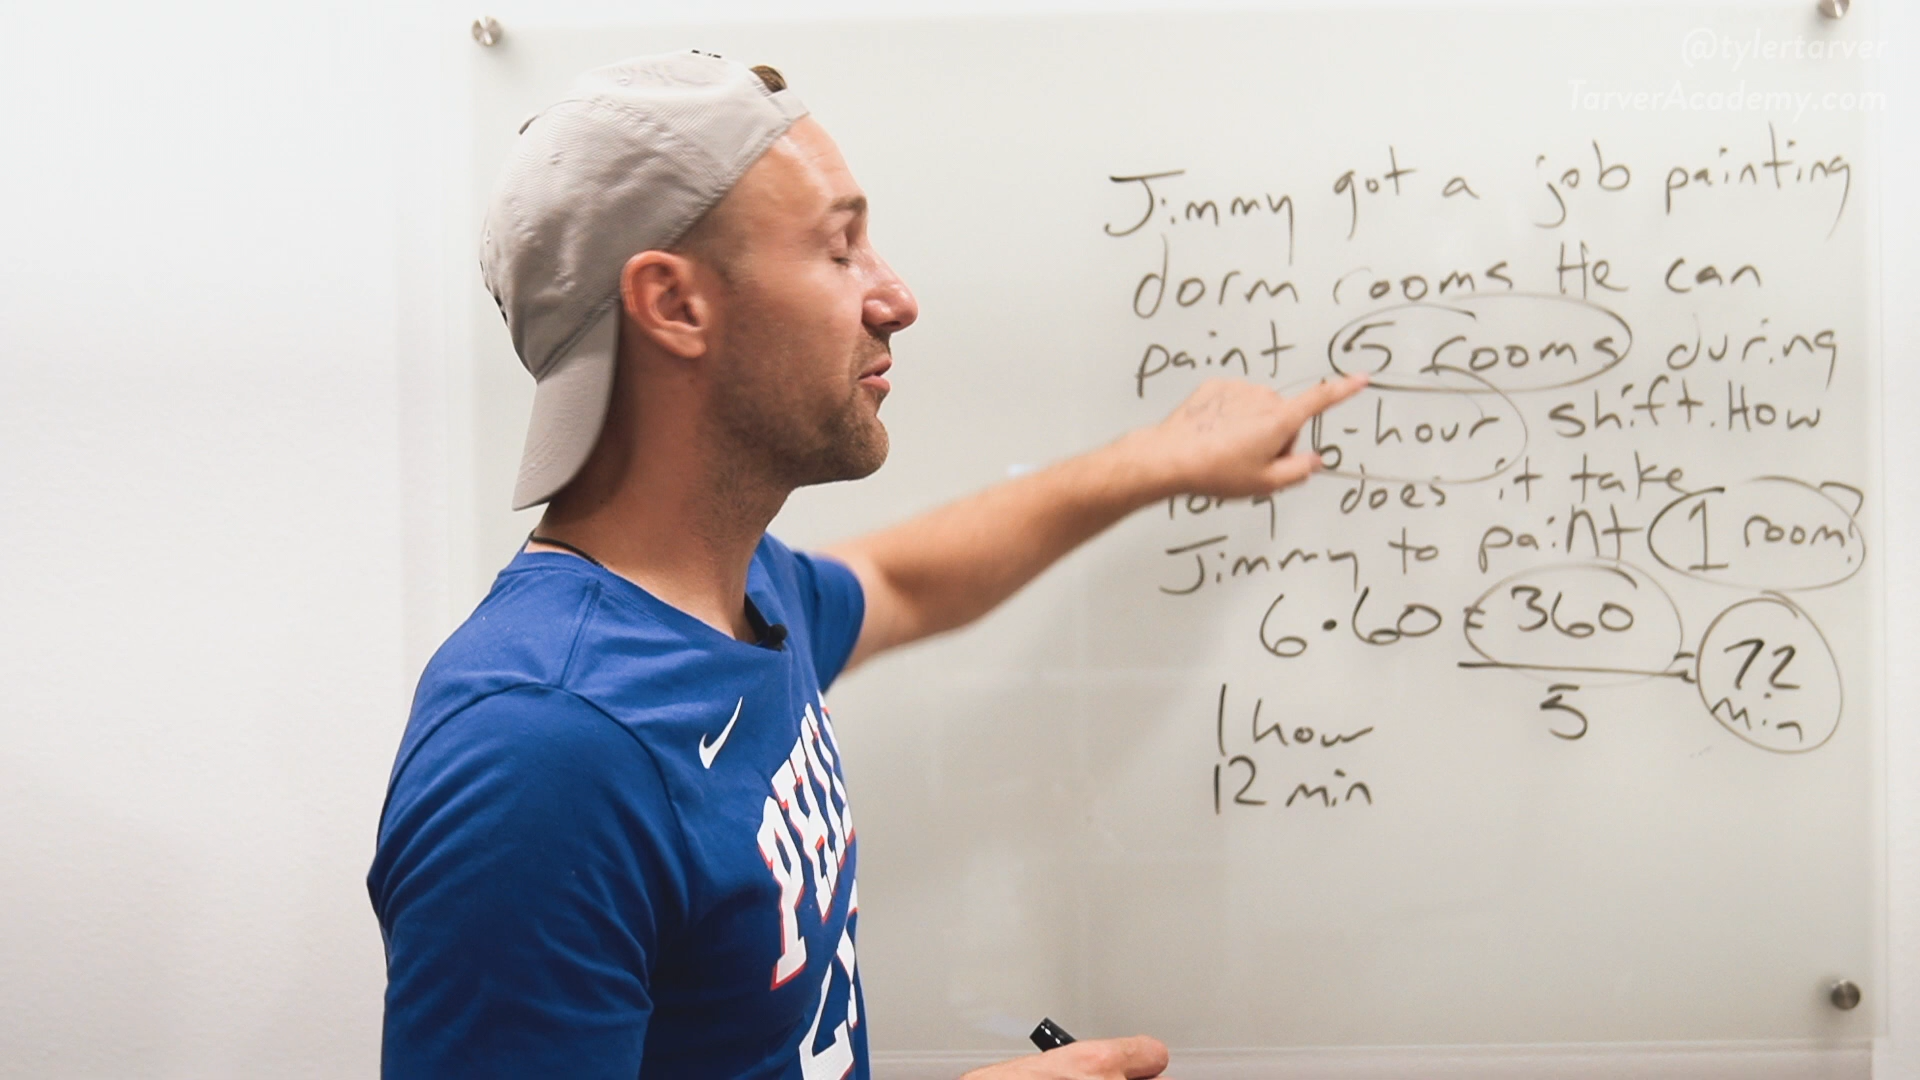 @tylertarver
TarverAcademy.com
Jimmy got a job painting
dorm rooms He can
paint 5 rooms during
6-hour shift. How
long does it take
Jimmy to paint 1 room?
6•60 = 360
5
= 72
min
1 hour
12 min